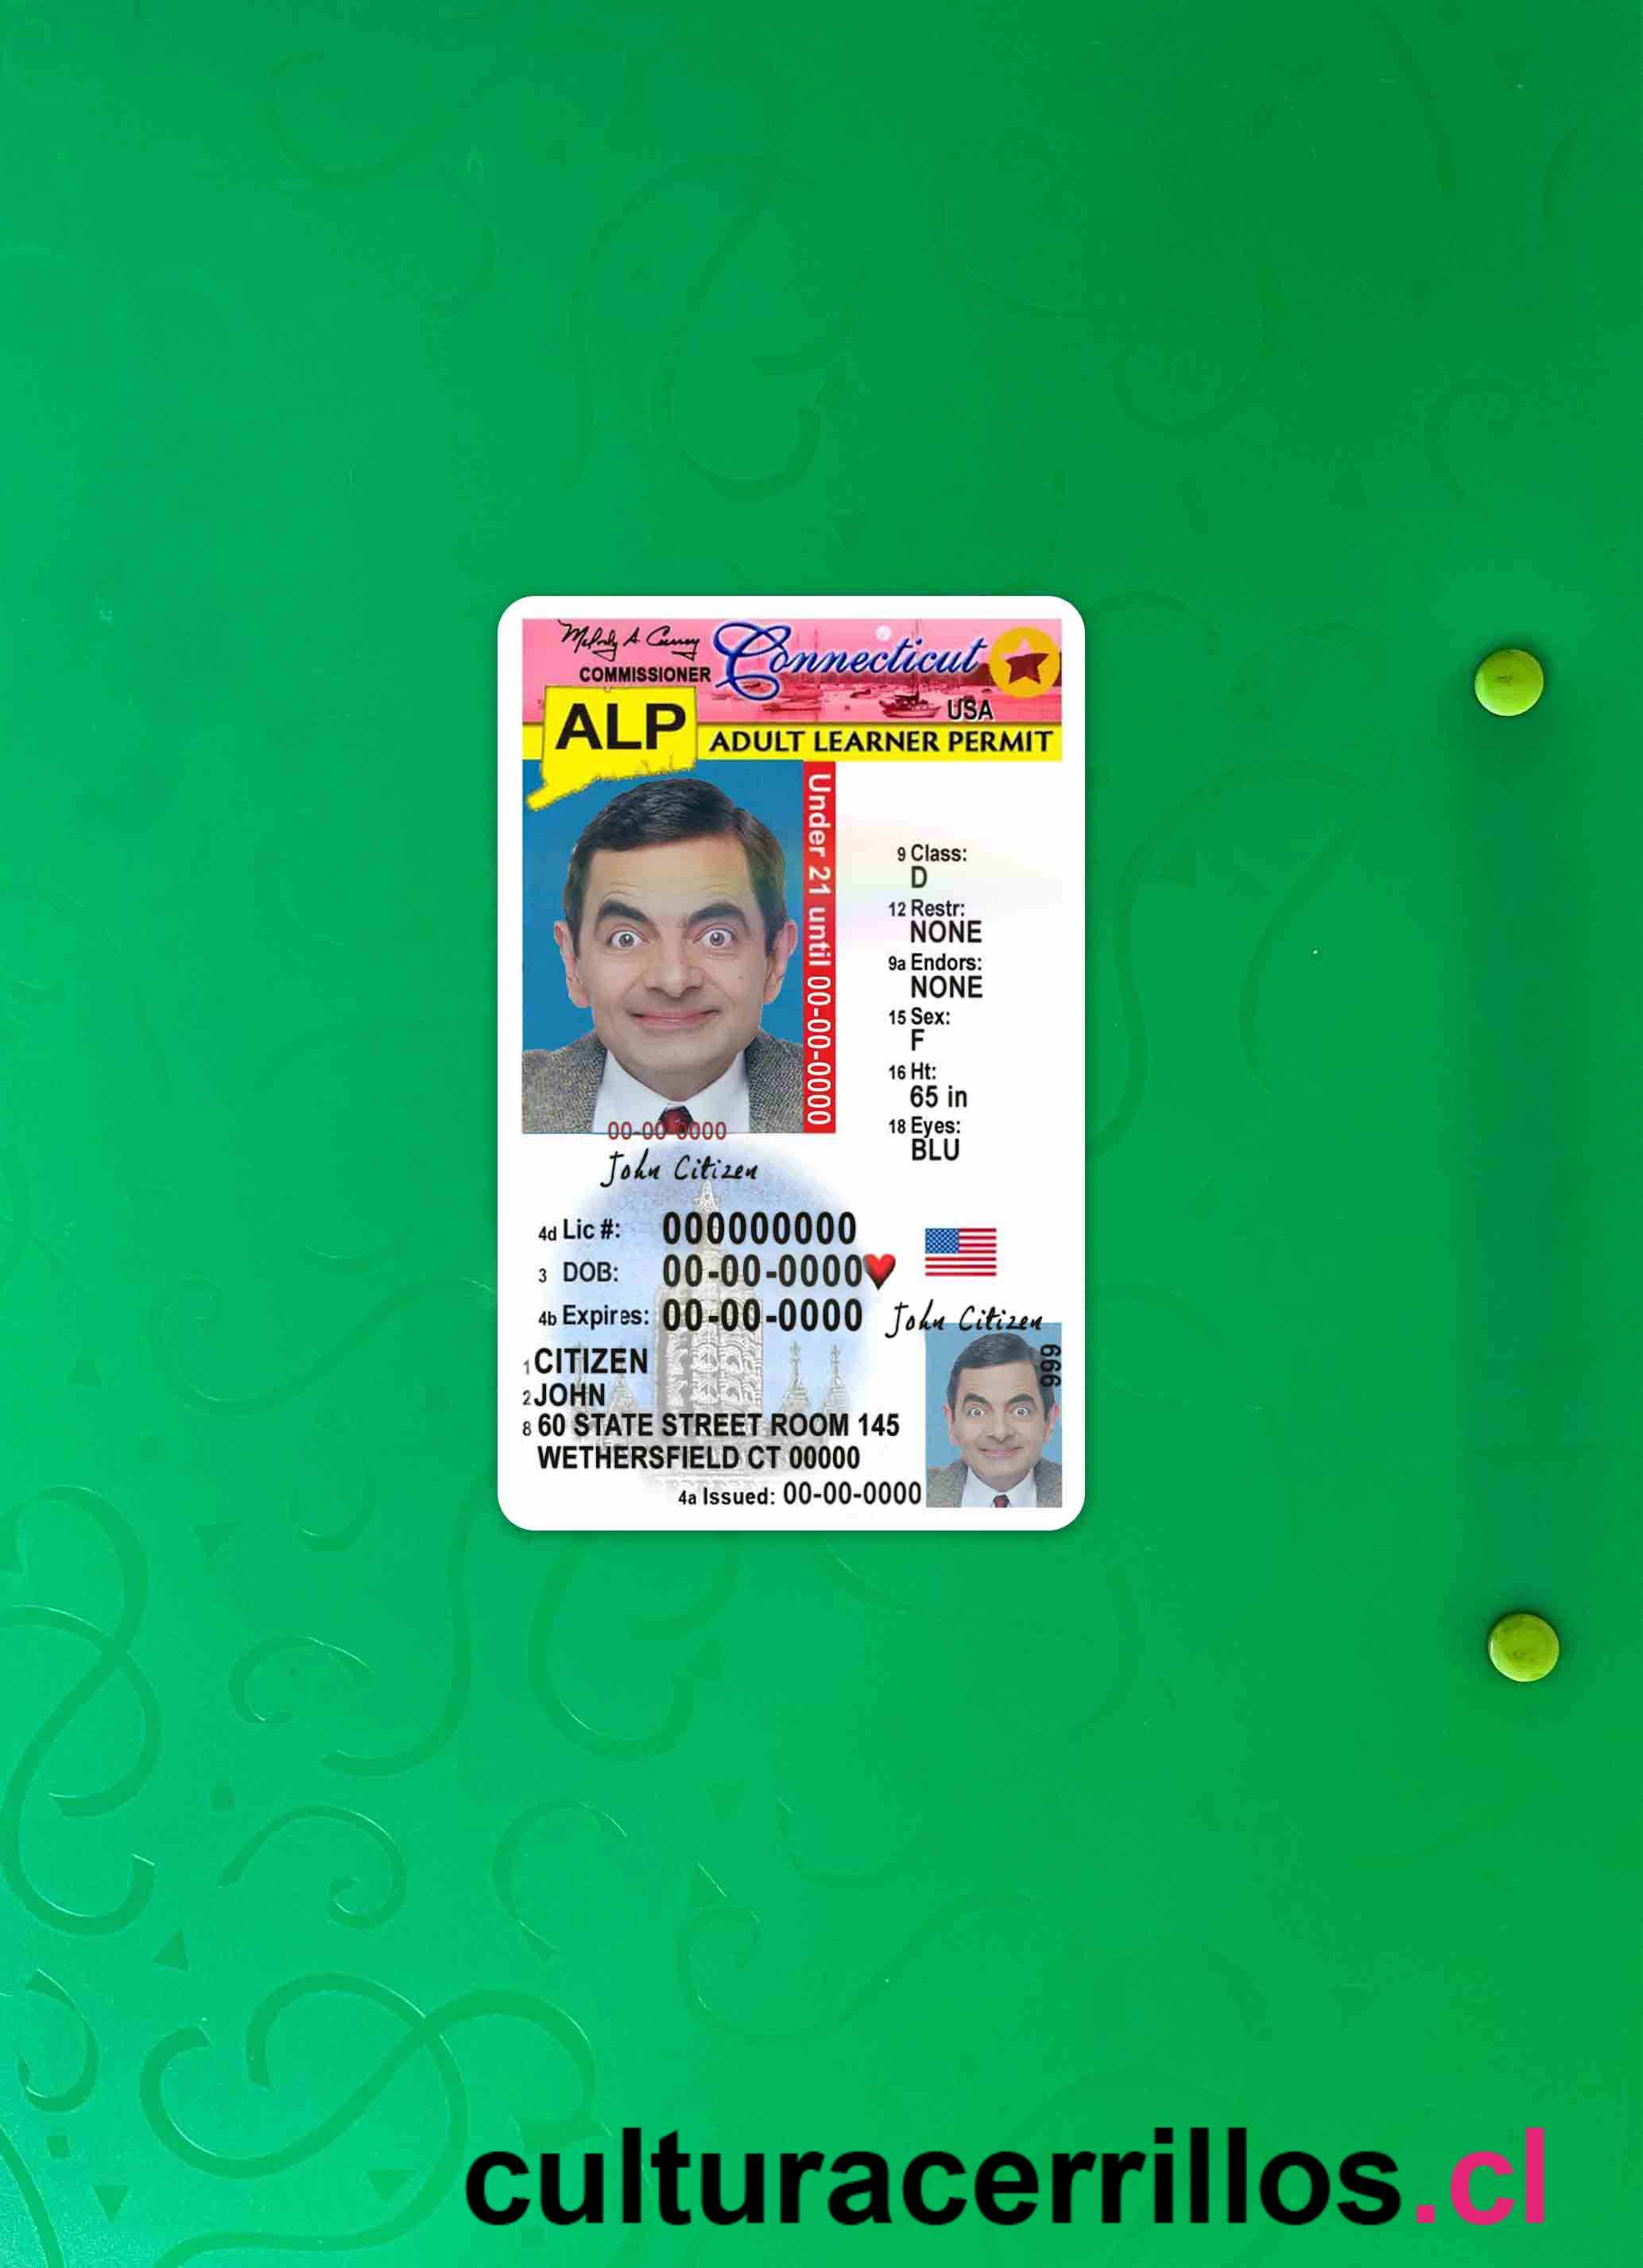 Melody A. Currey
COMMISSIONER
Connecticut
USA
ALP
ADULT LEARNER PERMIT
Under 21 until 00-00-0000
9 Class:
D
12 Restr:
NONE
9a Endors:
NONE
15 Sex:
F
16 Ht:
65 in
18 Eyes:
BLU
00-00-0000
John Citizen
4d Lic #: 000000000
3 DOB: 00-00-0000
4b Expires: 00-00-0000
John Citizen
666
1 CITIZEN
2 JOHN
8 60 STATE STREET ROOM 145
WETHERSFIELD CT 00000
4a Issued: 00-00-0000
culturacerrillos.cl